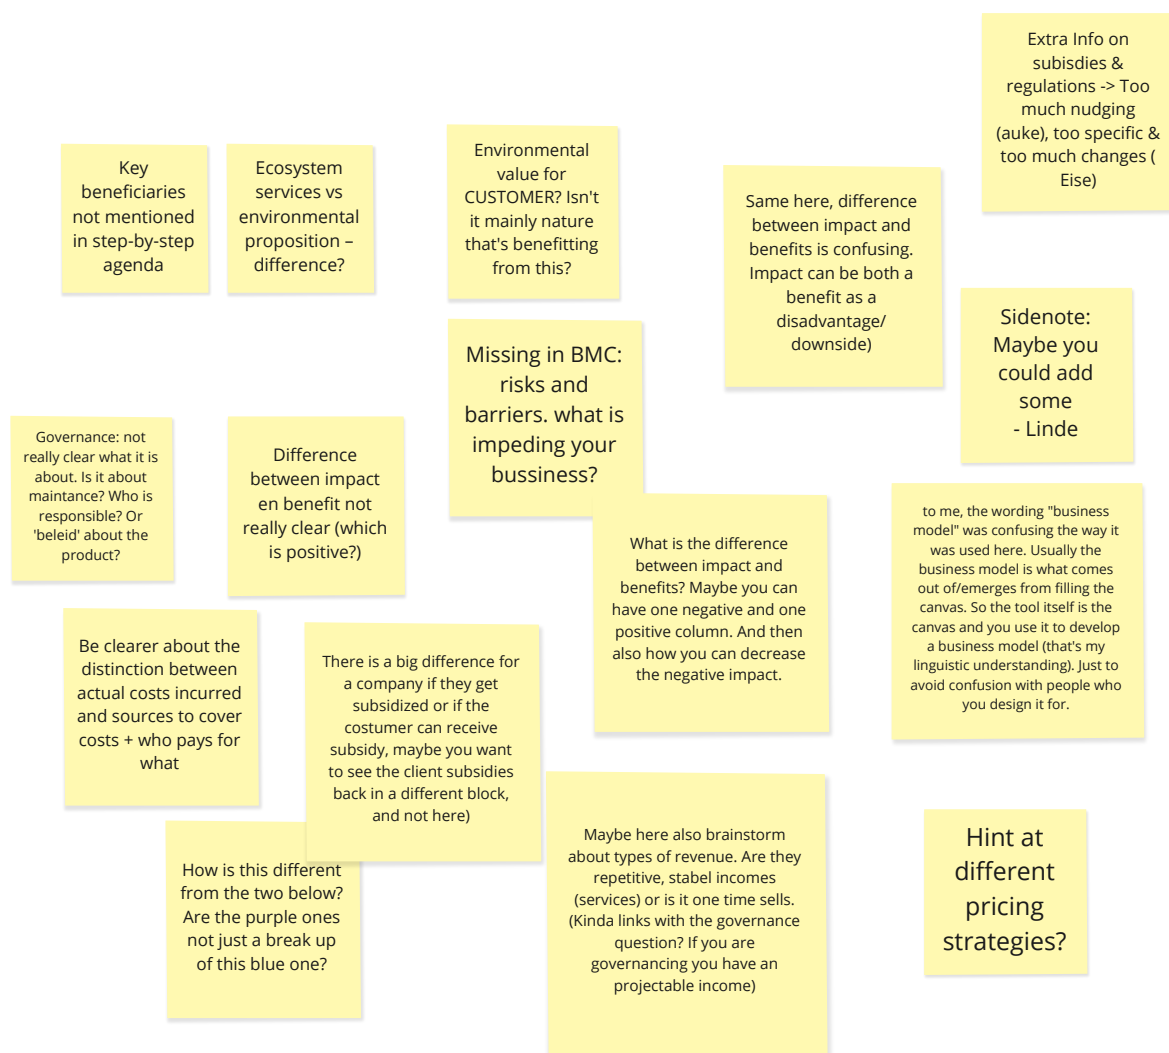 Extra Info on
subisdies &
regulations -> Too
much nudging
(auke), too specific &
too much changes (
Eise)
Key
beneficiaries
not mentioned
in step-by-step
agenda
Ecosystem
services vs
environmental
proposition –
difference?
Environmental
value for
CUSTOMER? Isn't
it mainly nature
that's benefitting
from this?
Same here, difference
between impact and
benefits is confusing.
Impact can be both a
benefit as a
disadvantage/
downside)
Sidenote:
Maybe you
could add
some
- Linde
Missing in BMC:
risks and
barriers. what is
impeding your
bussiness?
Governance: not
really clear what it is
about. Is it about
maintance? Who is
responsible? Or
'beleid' about the
product?
Difference
between impact
en benefit not
really clear (which
is positive?)
What is the difference
between impact and
benefits? Maybe you can
have one negative and one
positive column. And then
also how you can decrease
the negative impact.
to me, the wording "business
model" was confusing the way it
was used here. Usually the
business model is what comes
out of/emerges from filling the
canvas. So the tool itself is the
canvas and you use it to develop
a business model (that's my
linguistic understanding). Just to
avoid confusion with people who
you design it for.
Be clearer about the
distinction between
actual costs incurred
and sources to cover
costs + who pays for
what
There is a big difference for
a company if they get
subsidized or if the
costumer can receive
subsidy, maybe you want
to see the client subsidies
back in a different block,
and not here)
How is this different
from the two below?
Are the purple ones
not just a break up
of this blue one?
Maybe here also brainstorm
about types of revenue. Are they
repetitive, stabel incomes
(services) or is it one time sells.
(Kinda links with the governance
question? If you are
governancing you have an
projectable income)
Hint at
different
pricing
strategies?